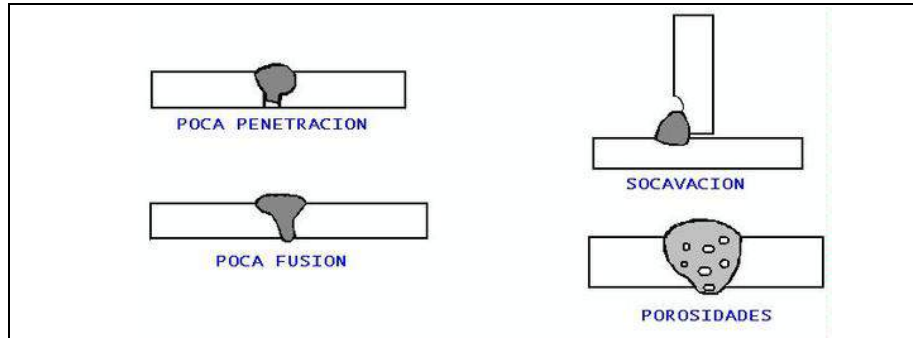 POCA PENETRACION
SOCAVACION
POCA FUSION
POROSIDADES